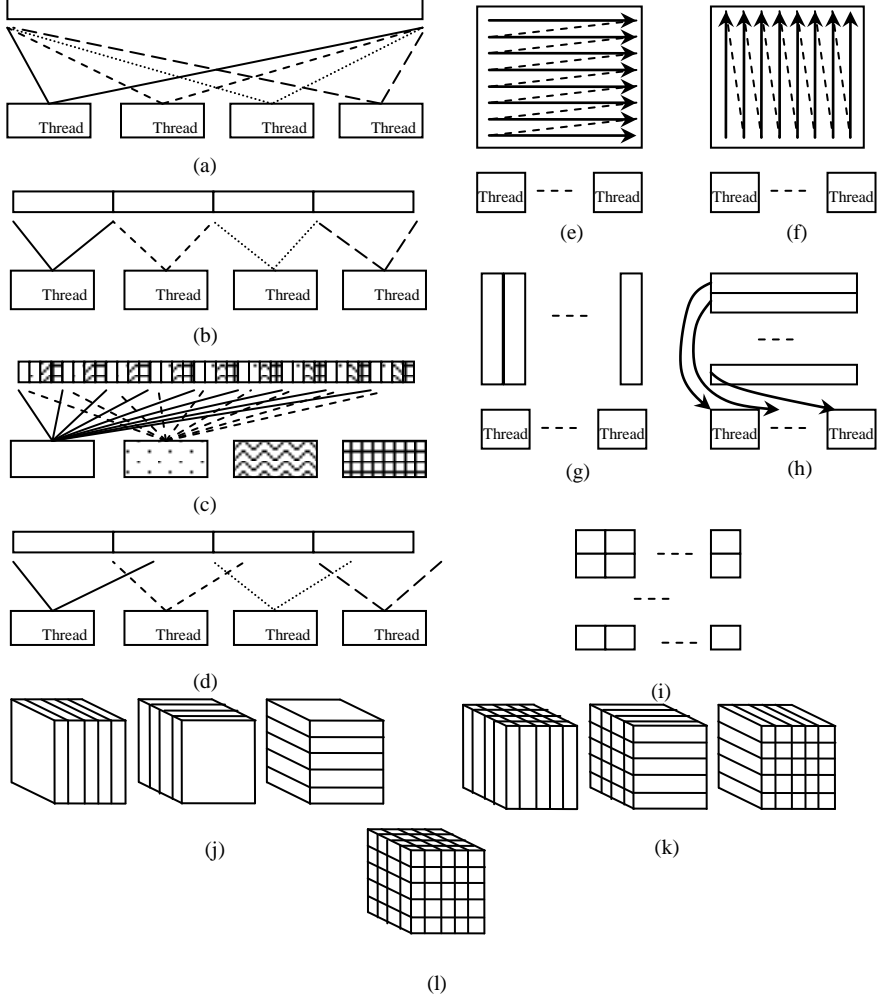 Thread Thread Thread Thread
(a)
Thread Thread Thread Thread
(b)
(c)
Thread Thread Thread Thread
(d)
Thread Thread
(e)
Thread Thread
(f)
Thread Thread
(g)
Thread Thread
(h)
(i)
(j)
(k)
(l)